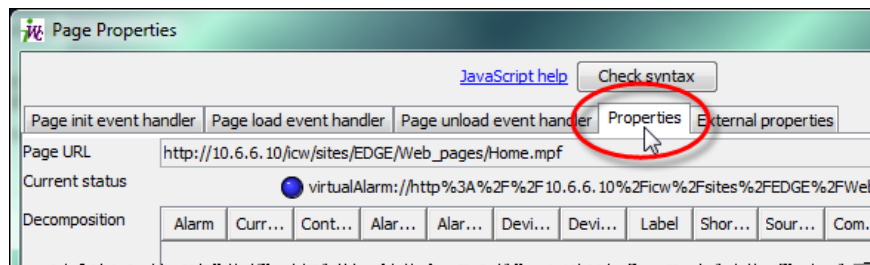 Page Properties
JavaScript help Check syntax
Page init event handler Page load event handler Page unload event handler Properties External properties
Page URL http://10.6.6.10/icw/sites/EDGE/Web_pages/Home.mpf
Current status virtualAlarm://http%3A%2F%2F10.6.6.10%2Ficw%2Fsites%2FEDGE%2FWeb
Decomposition Alarm Curr... Cont... Alar... Alar... Devi... Devi... Label Shor... Sour... Com.